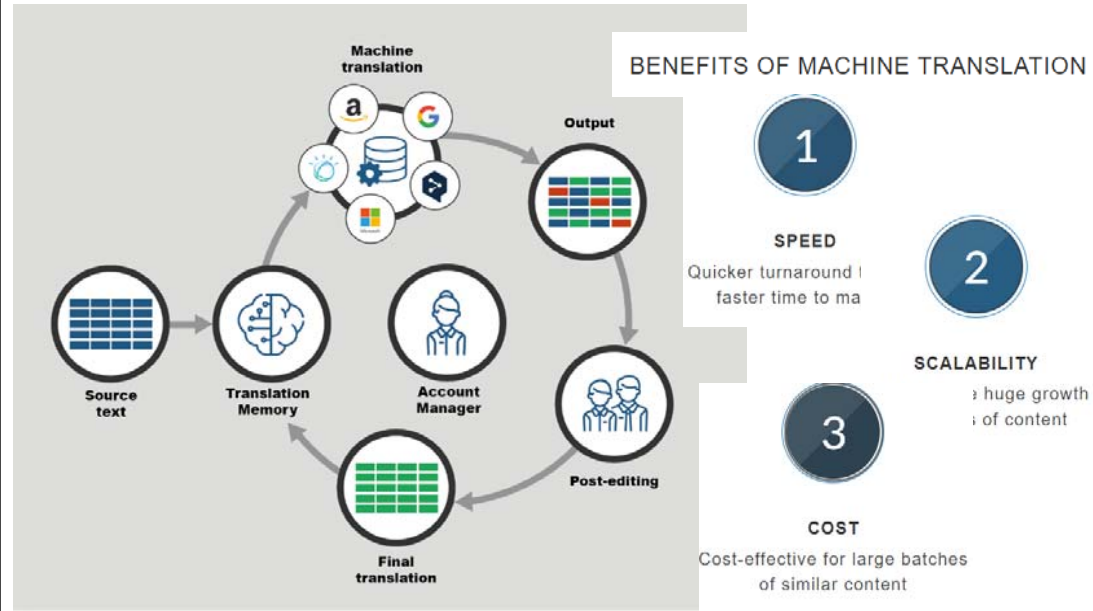 Machine
translation
Output
Source
text
Translation
Memory
Account
Manager
Post-editing
Final
translation
a
G
Microsoft
BENEFITS OF MACHINE TRANSLATION
1
SPEED
Quicker turnaround
faster time to ma
2
SCALABILITY
huge growth
of content
3
COST
Cost-effective for large batches
of similar content